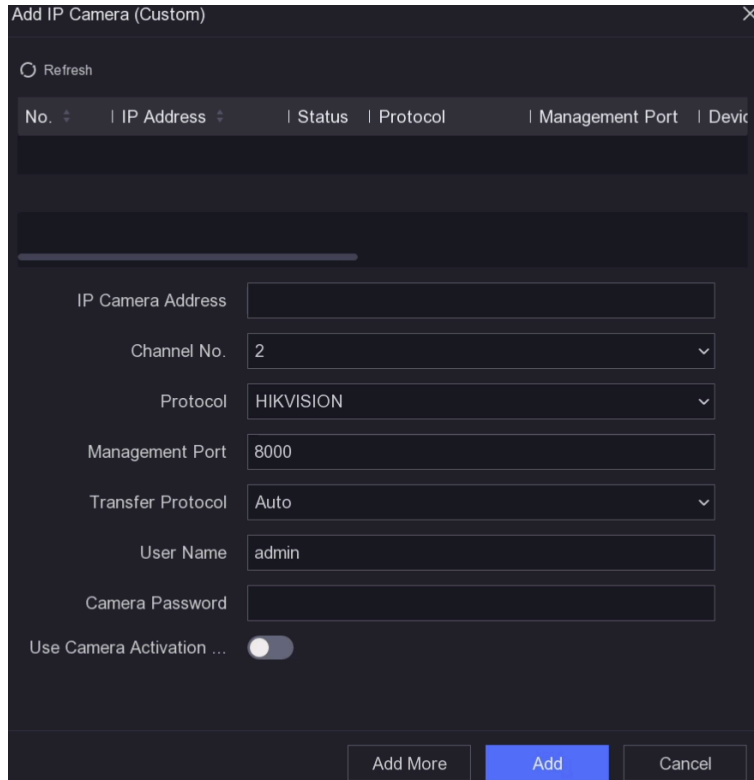 Add IP Camera (Custom)
Refresh
No. | IP Address | Status | Protocol | Management Port | Devic
IP Camera Address
Channel No. 2
Protocol HIKVISION
Management Port 8000
Transfer Protocol Auto
User Name admin
Camera Password
Use Camera Activation ...
Add More Add Cancel